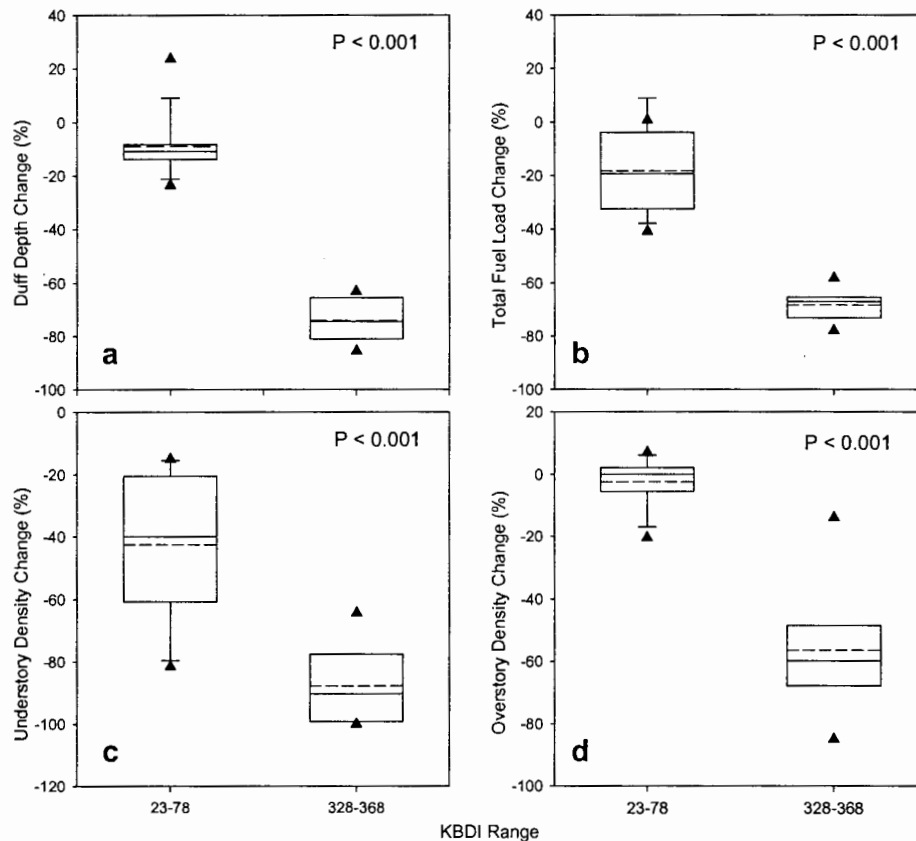 40
20
0
-20
-40
-60
-80
-100
Duff Depth Change (%)
P < 0.001
a
40
20
0
-20
-40
-60
-80
-100
Total Fuel Load Change (%)
P < 0.001
b
0
-20
-40
-60
-80
-100
-120
Understory Density Change (%)
P < 0.001
c
23-78
328-368
20
0
-20
-40
-60
-80
-100
Overstory Density Change (%)
P < 0.001
d
23-78
328-368
KBDI Range